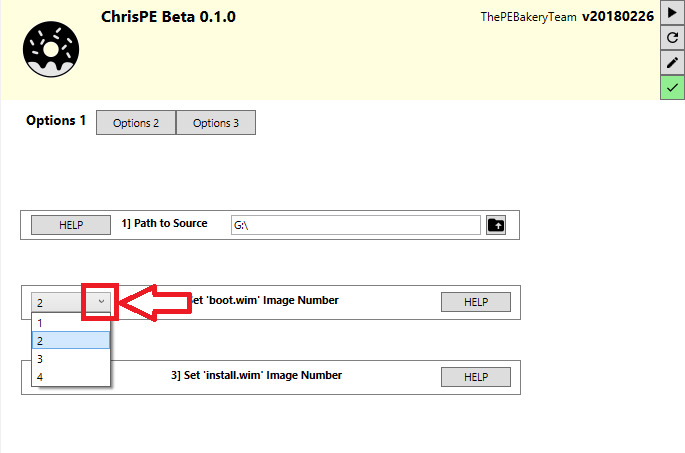 ChrisPE Beta 0.1.0
ThePEBakeryTeam v20180226
Options 1 Options 2 Options 3
HELP 1] Path to Source G:\
2 et 'boot.wim' Image Number HELP
1
2
3
4
3] Set 'install.wim' Image Number HELP